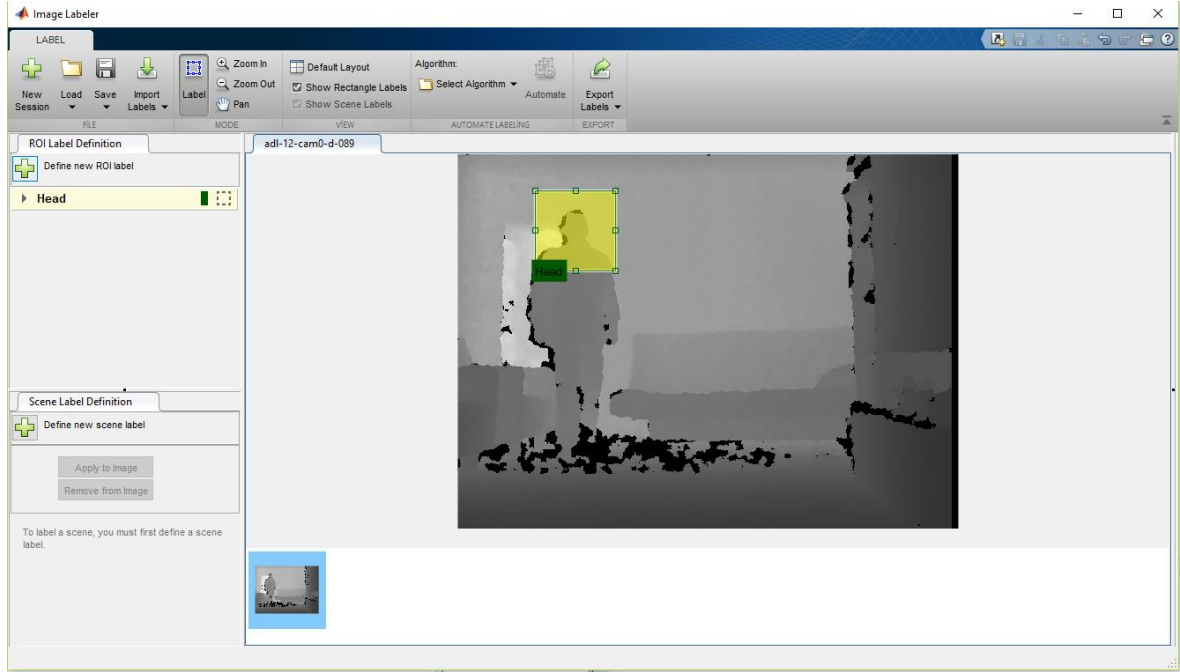 Image Labeler
LABEL
New Session
Load
Save
Import Labels
FILE
Label
Zoom In
Zoom Out
Pan
MODE
Default Layout
Show Rectangle Labels
Show Scene Labels
VIEW
Algorithm:
Select Algorithm
Automate
AUTOMATE LABELING
Export Labels
EXPORT
ROI Label Definition
Define new ROI label
Head
adl-12-cam0-d-089
Head
Scene Label Definition
Define new scene label
Apply to Image
Remove from Image
To label a scene, you must first define a scene
label.